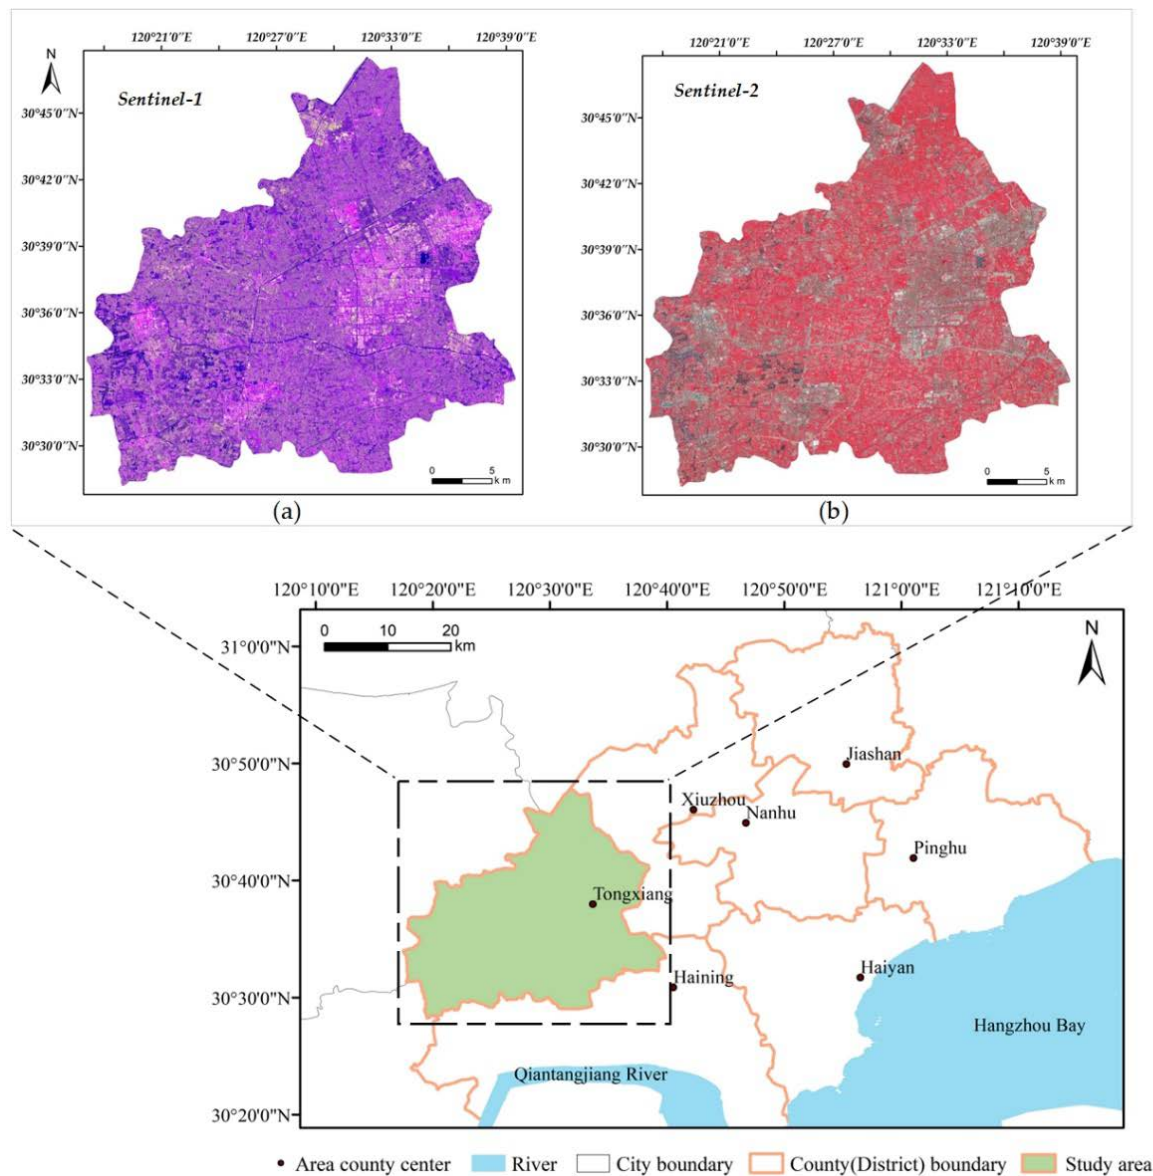 120°21'0"E 120°27'0"E 120°33'0"E 120°39'0"E
120°21'0"E 120°27'0"E 120°33'0"E 120°39'0"E
N
Sentinel-1
Sentinel-2
30°45'0"N
30°42'0"N
30°39'0"N
30°36'0"N
30°33'0"N
30°30'0"N
30°45'0"N
30°42'0"N
30°39'0"N
30°36'0"N
30°33'0"N
30°30'0"N
0 5
km
0 5
km
(a)
(b)
120°10'0"E 120°20'0"E 120°30'0"E 120°40'0"E 120°50'0"E 121°0'0"E 121°10'0"E
31°0'0"N
30°50'0"N
30°40'0"N
30°30'0"N
30°20'0"N
0 10 20
km
N
Jiashan
Xiuzhou
Nanhu
Pinghu
Tongxiang
Haining
Haiyan
Hangzhou Bay
Qiantangjiang River
Area county center River City boundary County(District) boundary Study area